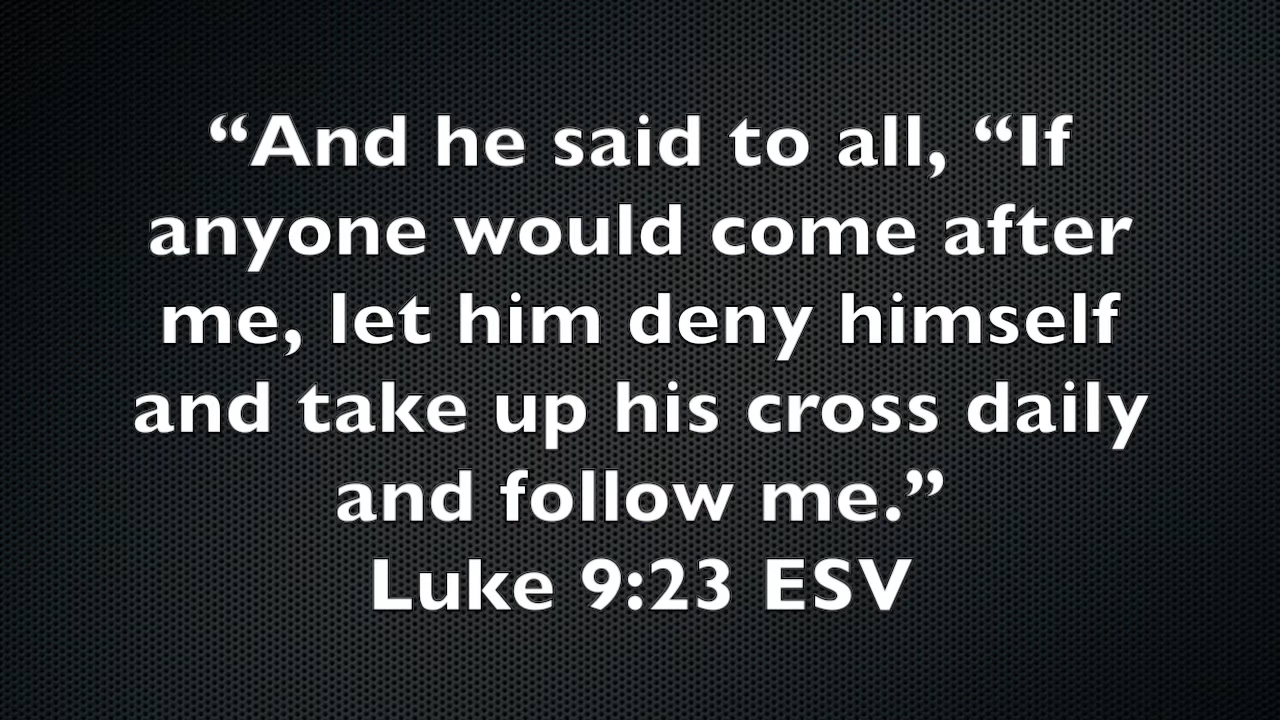 “And he said to all, “If
anyone would come after
me, let him deny himself
and take up his cross daily
and follow me.”
Luke 9:23 ESV